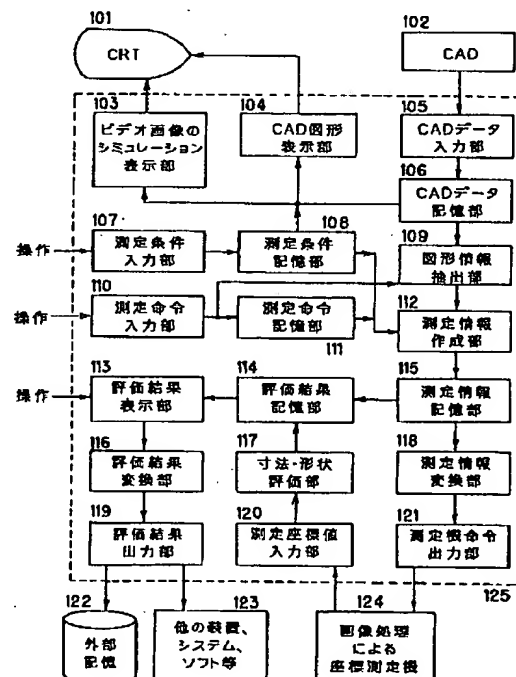 101
102
CRT
CAD
103
104
105
ビデオ画像の
シミュレーション
表示部
CAD図形
表示部
CADデータ
入力部
106
CADデータ
記憶部
107
108
109
操作
測定条件
入力部
測定条件
記憶部
図形情報
抽出部
110
112
操作
測定命令
入力部
測定命令
記憶部
測定情報
作成部
111
113
114
115
操作
評価結果
表示部
評価結果
記憶部
測定情報
記憶部
116
117
118
評価結果
変換部
寸法・形状
評価部
測定情報
変換部
119
120
121
評価結果
出力部
測定座標値
入力部
測定機命令
出力部
122
123
124
125
外部
記憶
他の装置、
システム、
ソフト等
画像処理
による
座標測定機